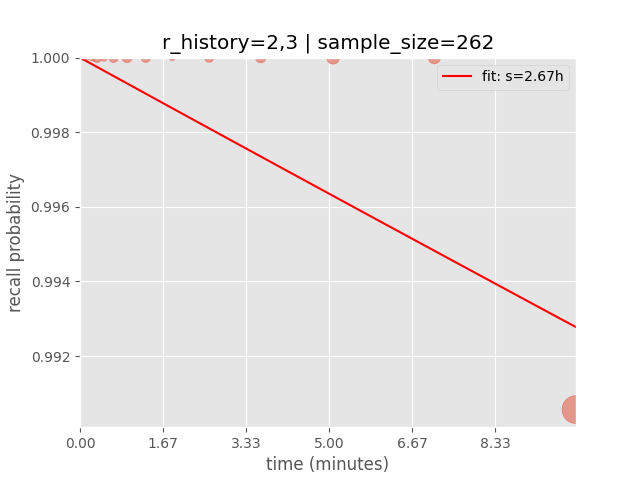 r_history=2,3 | sample_size=262
1.000
0.998
0.996
0.994
0.992
recall probability
fit: s=2.67h
0.00 1.67 3.33 5.00 6.67 8.33
time (minutes)